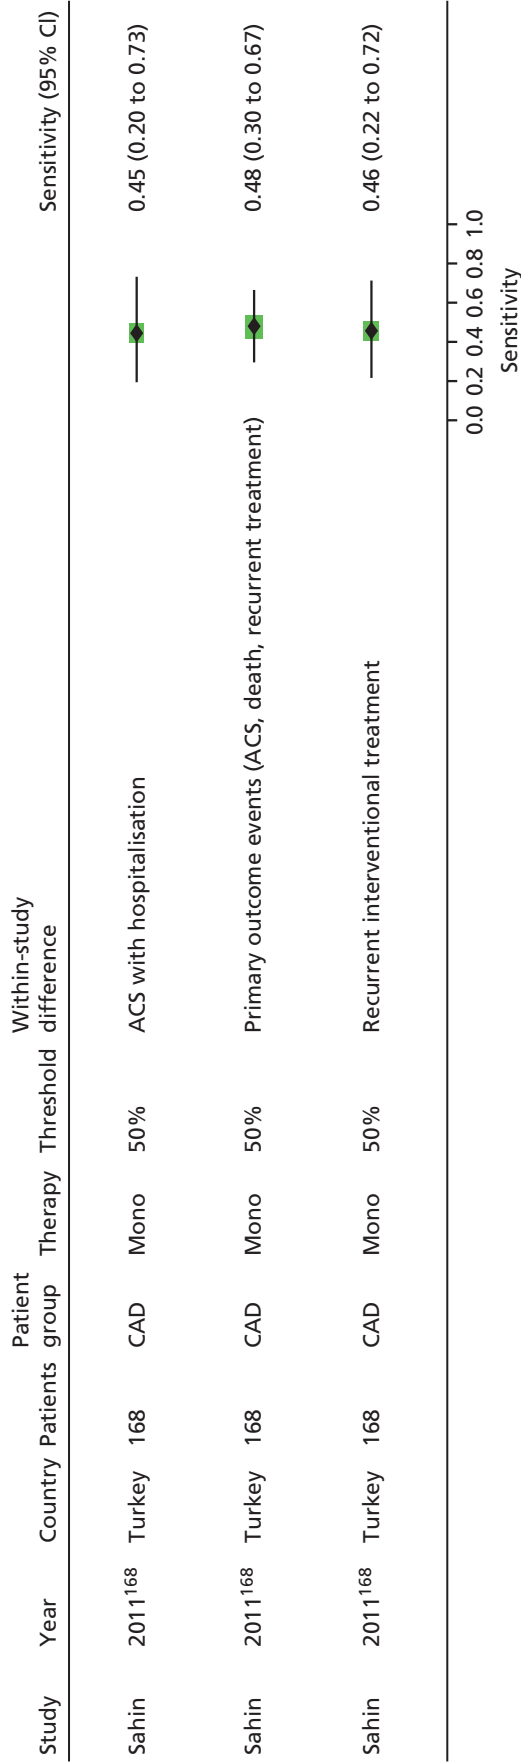 Study Year Country Patients Patient group Therapy Threshold Within-study difference Sensitivity (95% CI)
Sahin 2011168 Turkey 168 CAD Mono 50% ACS with hospitalisation 0.45 (0.20 to 0.73)
Sahin 2011168 Turkey 168 CAD Mono 50% Primary outcome events (ACS, death, recurrent treatment) 0.48 (0.30 to 0.67)
Sahin 2011168 Turkey 168 CAD Mono 50% Recurrent interventional treatment 0.46 (0.22 to 0.72)
0.0 0.2 0.4 0.6 0.8 1.0
Sensitivity